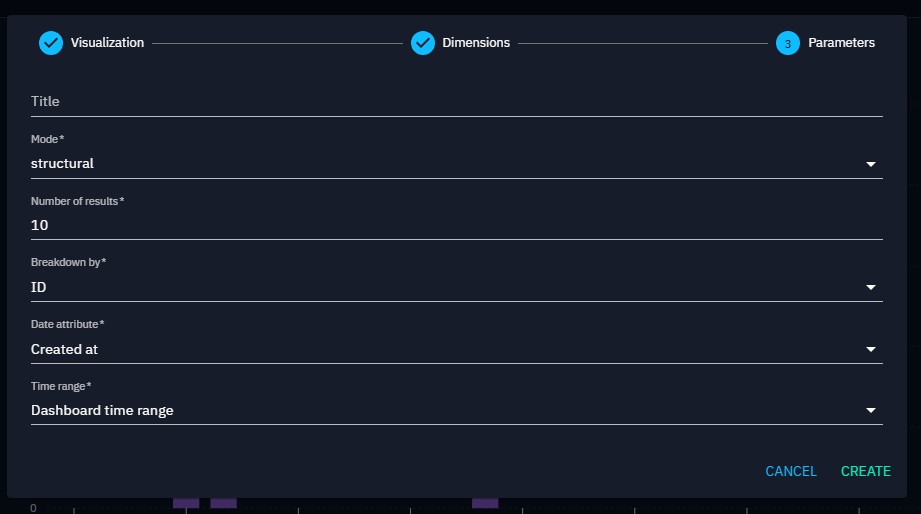 Visualization
Dimensions
3 Parameters
Title
Mode*
structural
Number of results*
10
Breakdown by*
ID
Date attribute*
Created at
Time range*
Dashboard time range
CANCEL CREATE
0